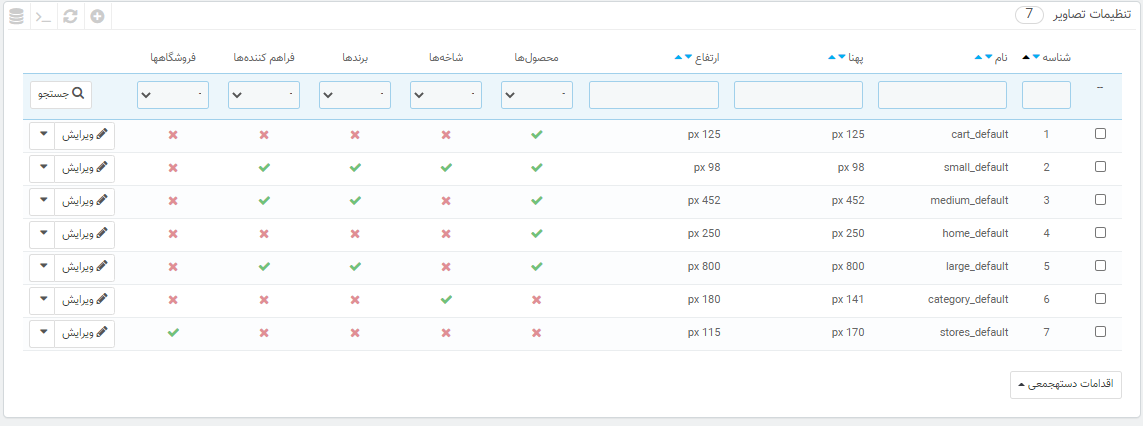 تنظیمات تصاویر 7
شناسه نام پهنا ارتفاع محصول‌ها شاخه‌ها برندها فراهم کننده‌ها فروشگاهها
-- - - - - - جستجو
1 cart_default 125 px 125 px ویرایش
2 small_default 98 px 98 px ویرایش
3 medium_default 452 px 452 px ویرایش
4 home_default 250 px 250 px ویرایش
5 large_default 800 px 800 px ویرایش
6 category_default 141 px 180 px ویرایش
7 stores_default 170 px 115 px ویرایش
اقدامات دستهجمعی